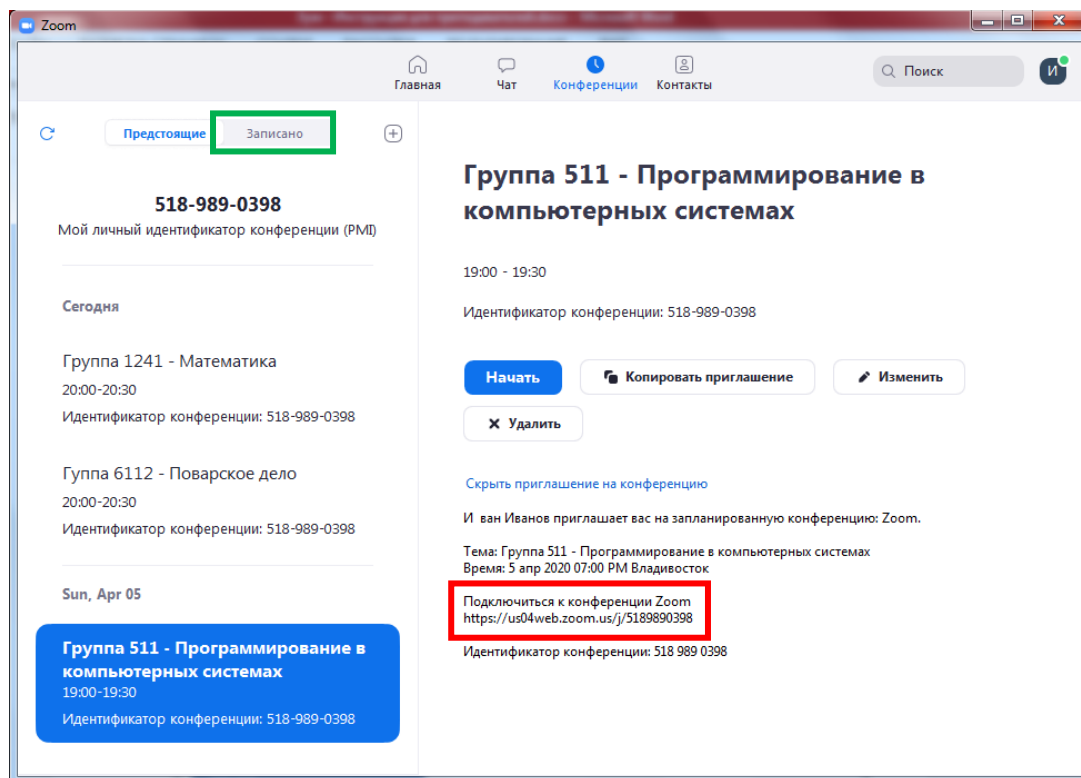 Zoom
Главная
Чат
Конференции
Контакты
Поиск
И
Предстоящие
Записано
518-989-0398
Мой личный идентификатор конференции (PMI)
Сегодня
Группа 1241 - Математика
20:00-20:30
Идентификатор конференции: 518-989-0398
Гуппа 6112 - Поварское дело
20:00-20:30
Идентификатор конференции: 518-989-0398
Sun, Apr 05
Группа 511 - Программирование в
компьютерных системах
19:00-19:30
Идентификатор конференции: 518-989-0398
Группа 511 - Программирование в
компьютерных системах
19:00 - 19:30
Идентификатор конференции: 518-989-0398
Начать
Копировать приглашение
Изменить
Удалить
Скрыть приглашение на конференцию
И ван Иванов приглашает вас на запланированную конференцию: Zoom.
Тема: Группа 511 - Программирование в компьютерных системах
Время: 5 апр 2020 07:00 PM Владивосток
Подключиться к конференции Zoom
https://us04web.zoom.us/j/5189890398
Идентификатор конференции: 518 989 0398